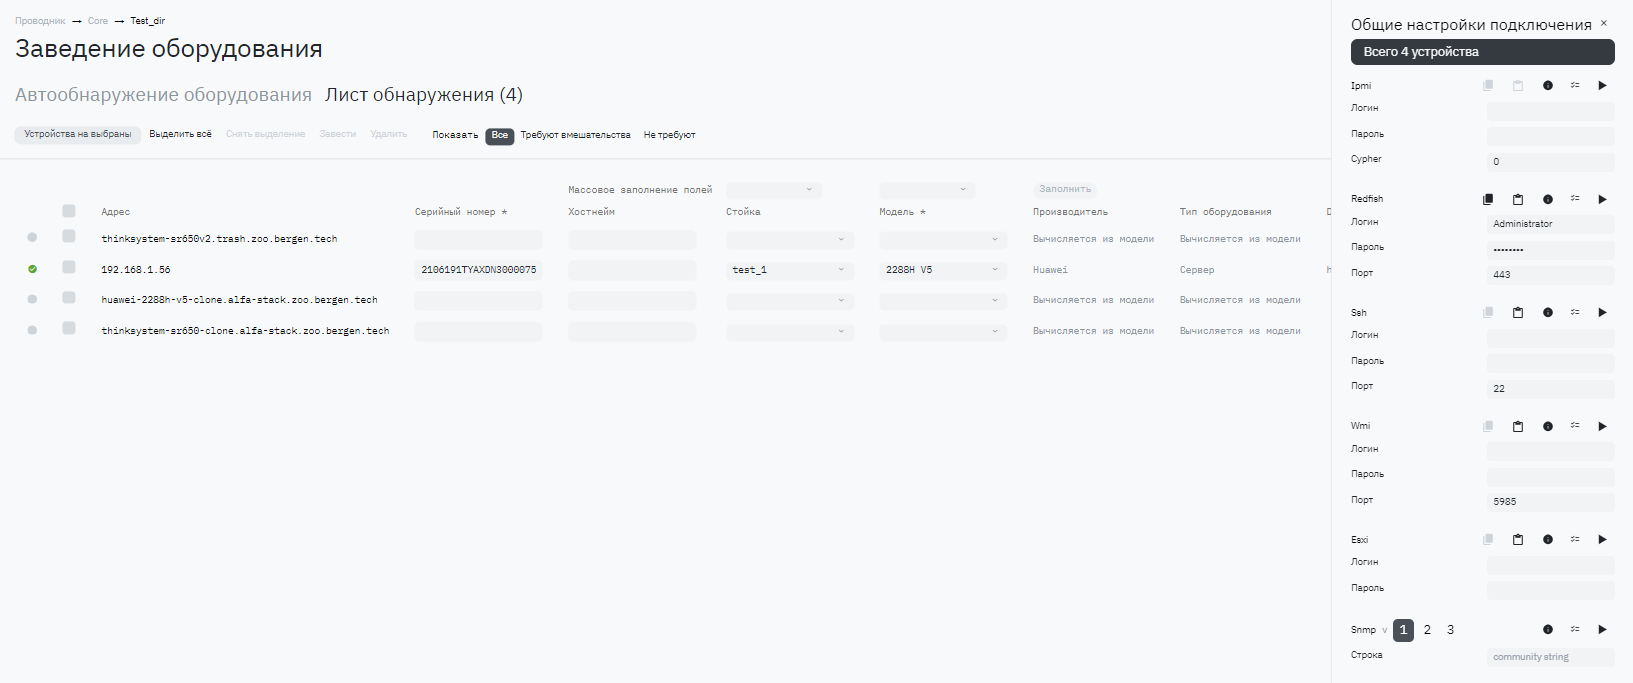 Проводник → Core → Test_dir
Заведение оборудования
Автообнаружение оборудования Лист обнаружения (4)
Устройства на выбраны Выделить всё Снять выделение Завести Удалить Показать Все Требуют вмешательства Не требуют
Массовое заполнение полей Заполнить
Адрес Серийный номер * Хостнейм Стойка Модель * Производитель Тип оборудования
thinksystem-sr650v2.trash.zoo.bergen.tech Вычисляется из модели Вычисляется из модели
192.168.1.56 2106191TYAXDN3000075 test_1 2288H V5 Huawei Сервер
huawei-2288h-v5-clone.alfa-stack.zoo.bergen.tech Вычисляется из модели Вычисляется из модели
thinksystem-sr650-clone.alfa-stack.zoo.bergen.tech Вычисляется из модели Вычисляется из модели
Общие настройки подключения ×
Всего 4 устройства
Ipmi
Логин
Пароль
Cypher 0
Redfish
Логин Administrator
Пароль ••••••••
Порт 443
Ssh
Логин
Пароль
Порт 22
Wmi
Логин
Пароль
Порт 5985
Esxi
Логин
Пароль
Snmp v 1 2 3
Строка community string